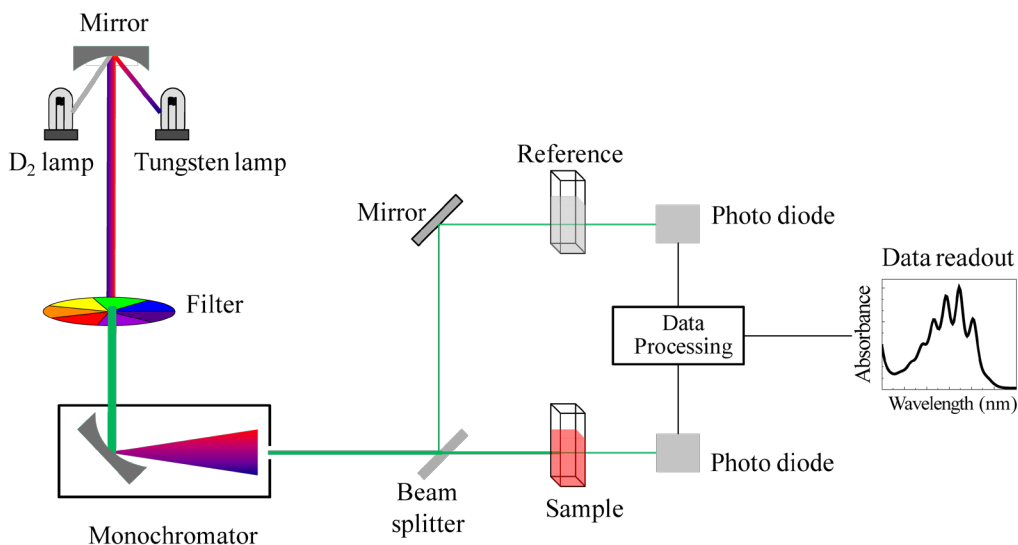 Mirror
D₂ lamp
Tungsten lamp
Filter
Monochromator
Mirror
Beam
splitter
Reference
Sample
Photo diode
Data
Processing
Photo diode
Data readout
Absorbance
Wavelength (nm)